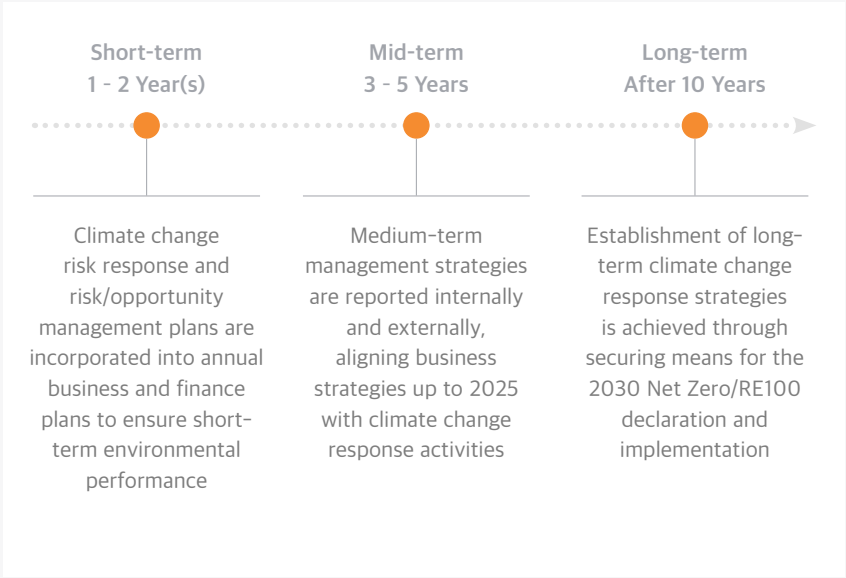 Short-term
1 - 2 Year(s)
Mid-term
3 - 5 Years
Long-term
After 10 Years
Climate change
risk response and
risk/opportunity
management plans are
incorporated into annual
business and finance
plans to ensure short-
term environmental
performance
Medium-term
management strategies
are reported internally
and externally,
aligning business
strategies up to 2025
with climate change
response activities
Establishment of long-
term climate change
response strategies
is achieved through
securing means for the
2030 Net Zero/RE100
declaration and
implementation